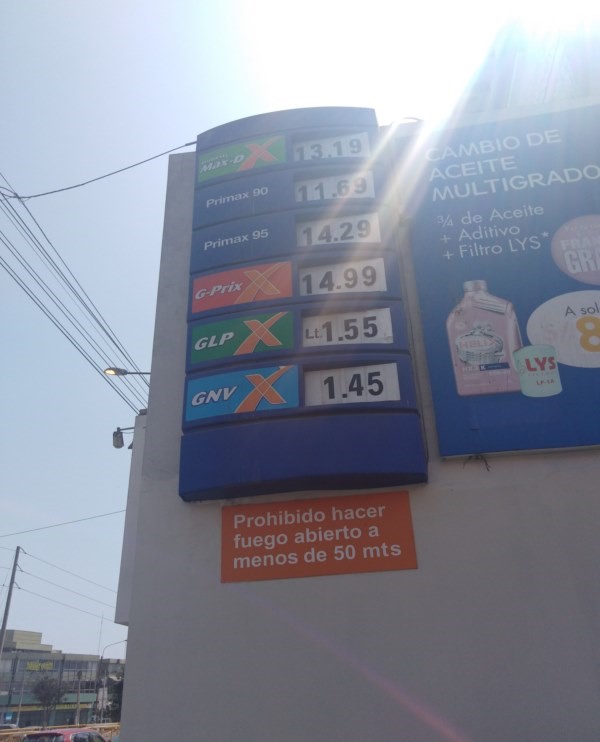 MAX-D X 13.19
Primax 90 11.69
Primax 95 14.29
G-Prix X 14.99
GLP X Lt. 1.55
GNV X 1.45
Prohibido hacer
fuego abierto a
menos de 50 mts
CAMBIO DE
ACEITE
MULTIGRADO
3/4 de Aceite
+ Aditivo
+ Filtro LYS*
A sol
8
LYS